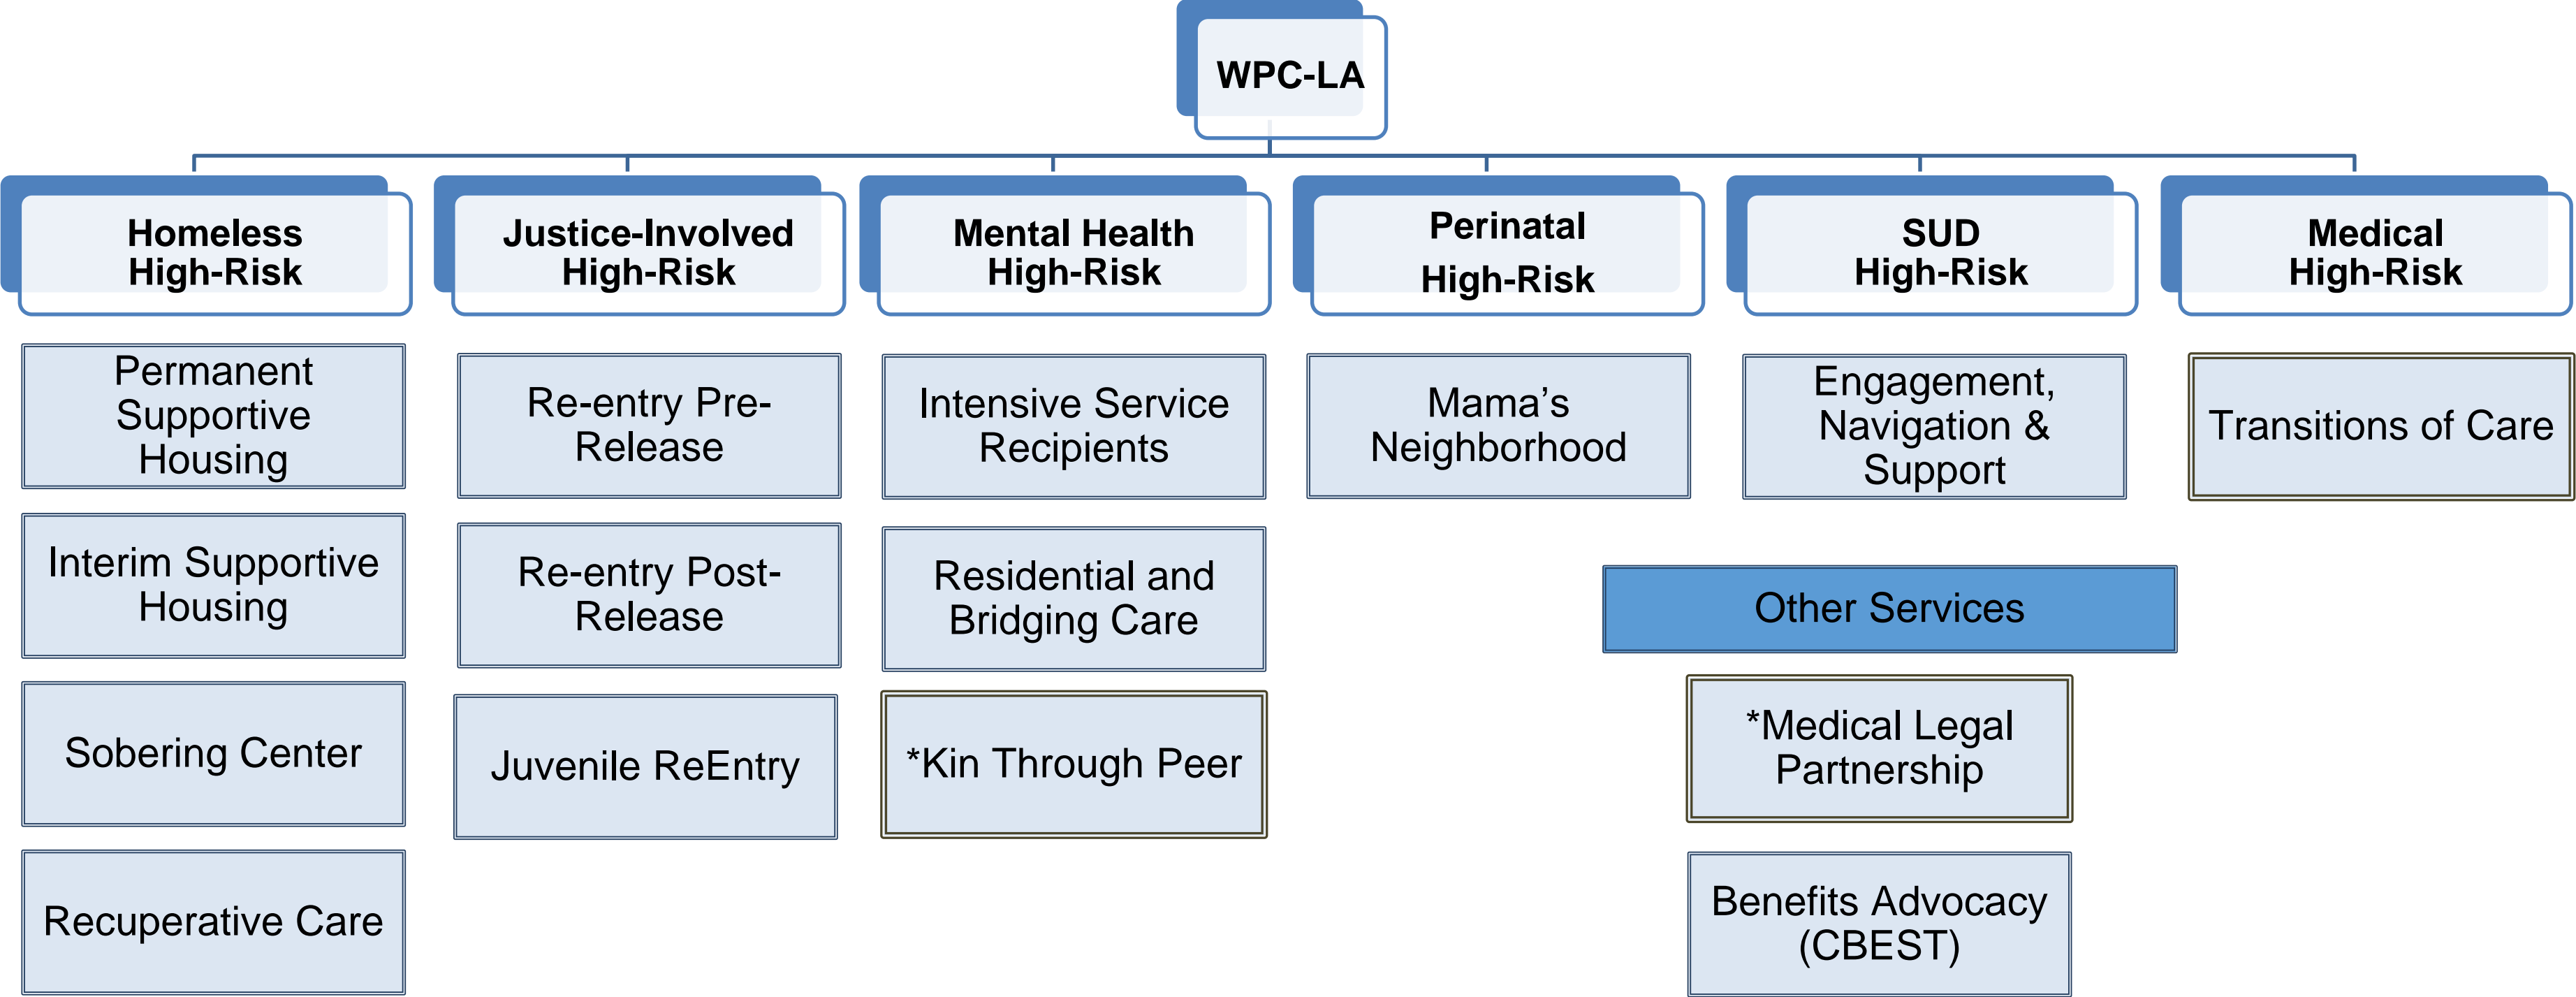 WPC-LA
Homeless
High-Risk
Justice-Involved
High-Risk
Mental Health
High-Risk
Perinatal
High-Risk
SUD
High-Risk
Medical
High-Risk
Permanent
Supportive
Housing
Re-entry Pre-
Release
Intensive Service
Recipients
Mama’s
Neighborhood
Engagement,
Navigation &
Support
Transitions of Care
Interim Supportive
Housing
Re-entry Post-
Release
Residential and
Bridging Care
Other Services
Sobering Center
Juvenile ReEntry
*Kin Through Peer
*Medical Legal
Partnership
Recuperative Care
Benefits Advocacy
(CBEST)